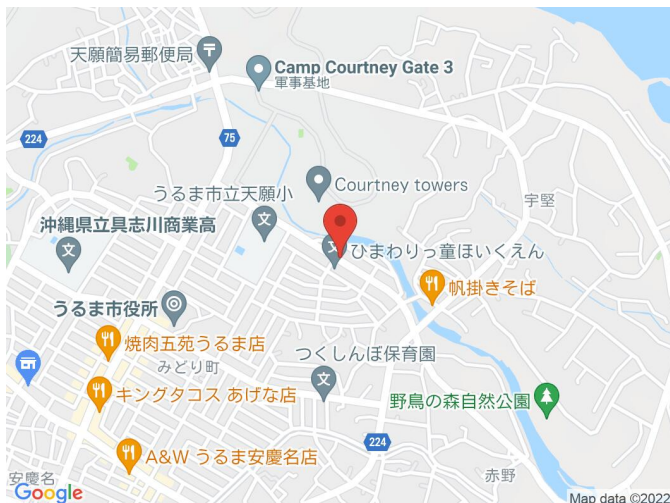 天願簡易郵便局
Camp Courtney Gate 3
軍事基地
224
75
Courtney towers
うるま市立天願小
宇堅
沖縄県立具志川商業高
ひまわりっ童ほいくえん
帆掛きそば
うるま市役所
焼肉五苑うるま店
みどり町
つくしんぼ保育園
キングタコス あげな店
野鳥の森自然公園
224
A&W うるま安慶名店
赤野
安慶名
Google
Map data ©2022